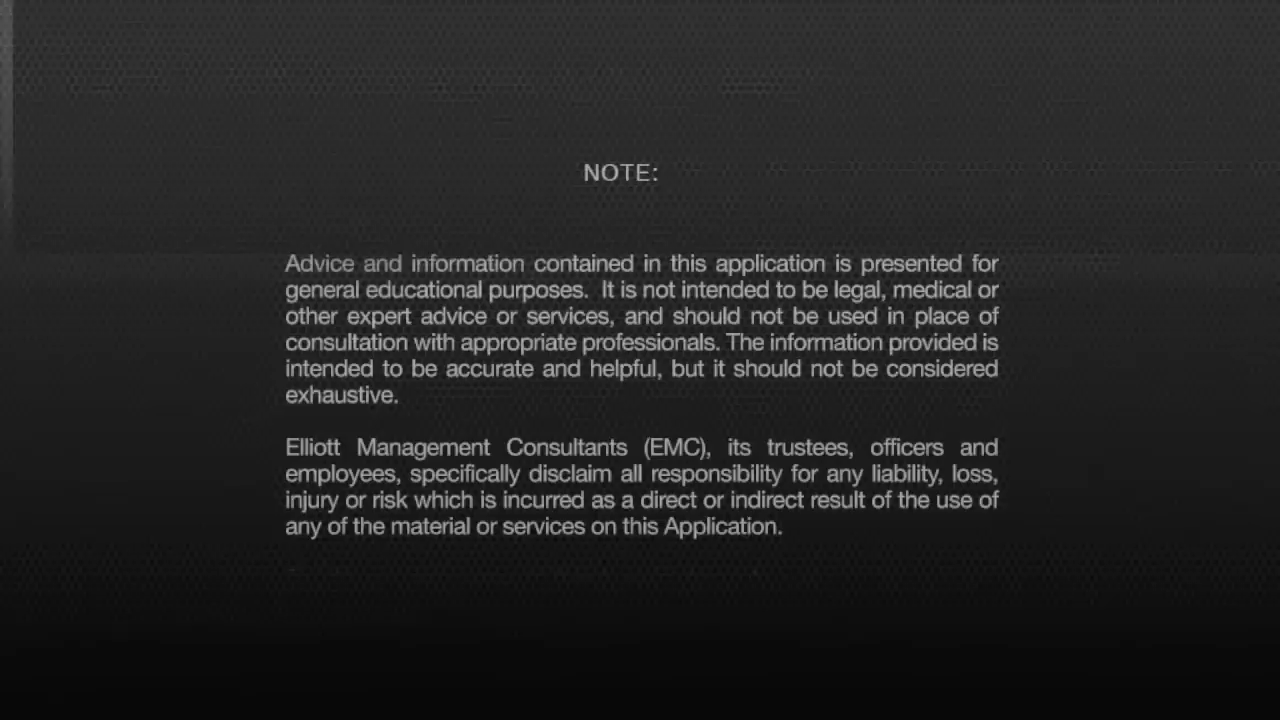 NOTE:
Advice and information contained in this application is presented for
general educational purposes.  It is not intended to be legal, medical or
other expert advice or services, and should not be used in place of
consultation with appropriate professionals. The information provided is
intended to be accurate and helpful, but it should not be considered
exhaustive.
Elliott Management Consultants (EMC), its trustees, officers and
employees, specifically disclaim all responsibility for any liability, loss,
injury or risk which is incurred as a direct or indirect result of the use of
any of the material or services on this Application.